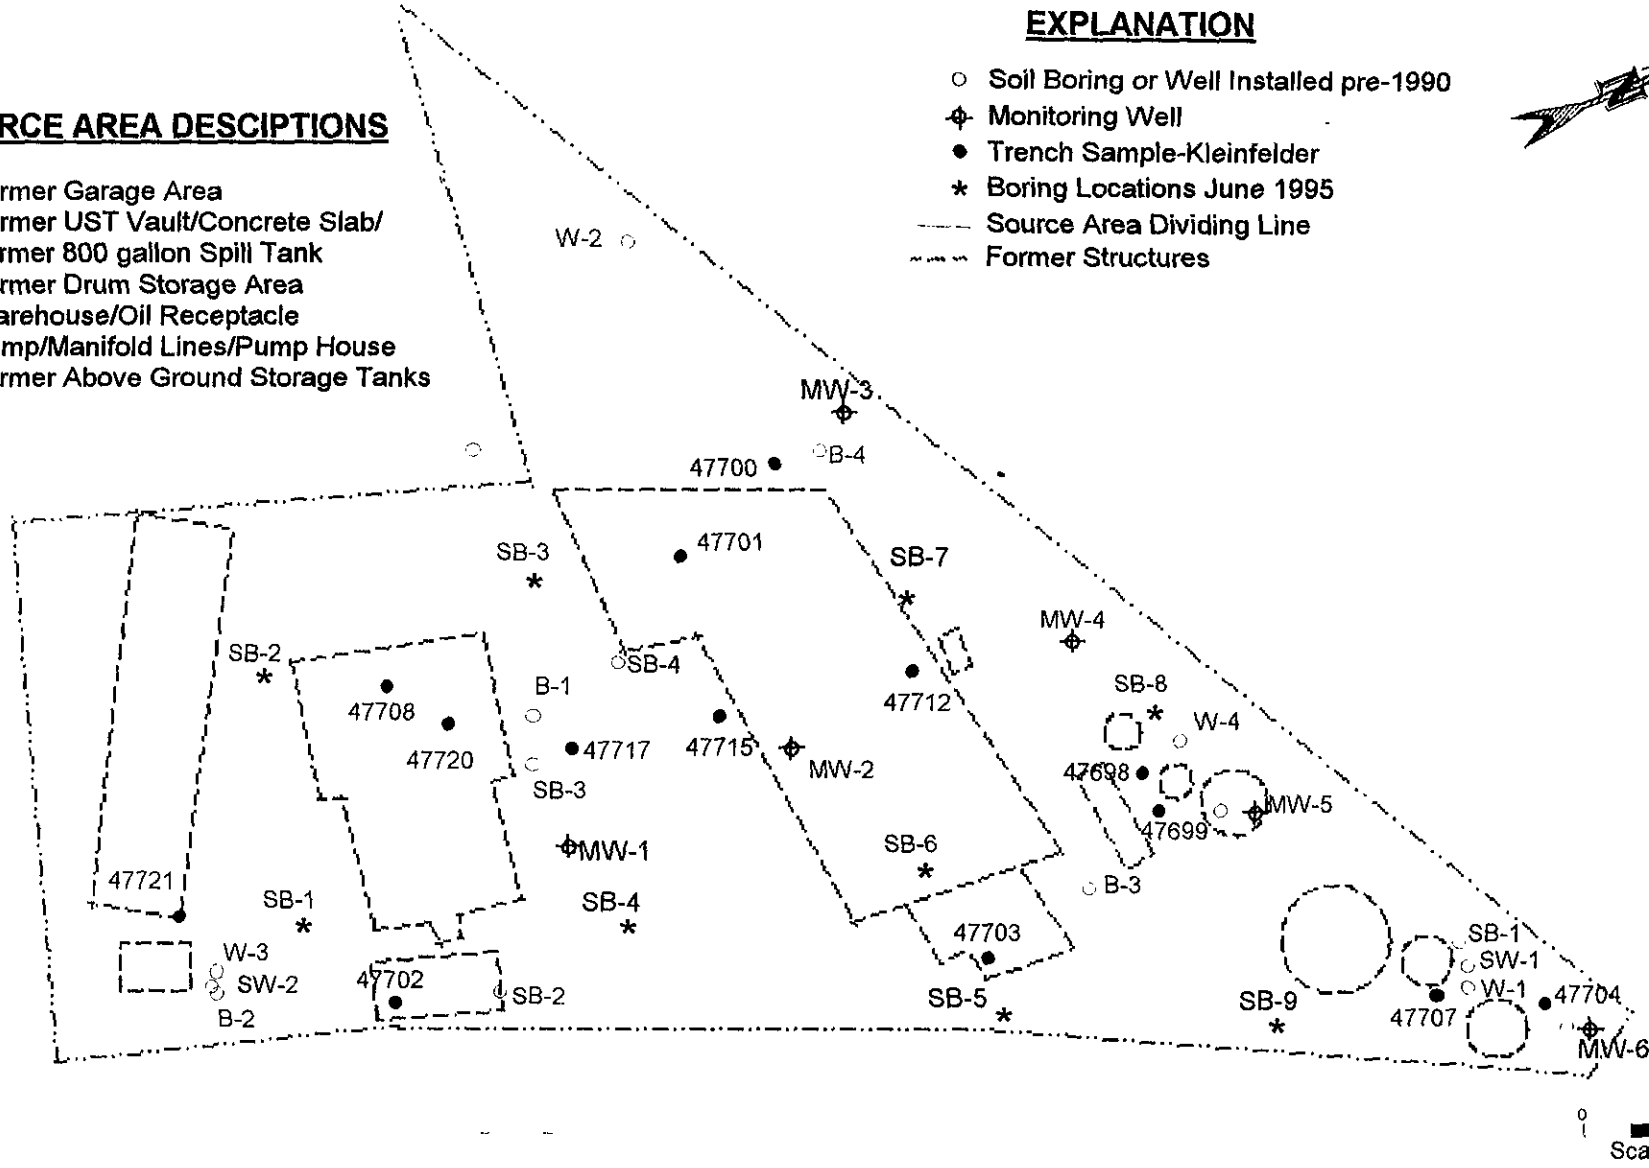 EXPLANATION
Soil Boring or Well Installed pre-1990
Monitoring Well
Trench Sample-Kleinfelder
Boring Locations June 1995
Source Area Dividing Line
Former Structures
RCE AREA DESCIPTIONS
rmer Garage Area
rmer UST Vault/Concrete Slab/
rmer 800 gallon Spill Tank
rmer Drum Storage Area
arehouse/Oil Receptacle
mp/Manifold Lines/Pump House
rmer Above Ground Storage Tanks
W-2
MW-3
B-4
47700
47701
SB-3
SB-7
MW-4
SB-2
SB-4
B-1
47708
47712
SB-8
W-4
47720
47717
47715
MW-2
47698
SB-3
MW-5
47699
MW-1
SB-6
B-3
47721
SB-1
SB-4
47703
SB-1
W-3
SW-1
SW-2
47702
SB-2
SB-5
SB-9
W-1
47704
B-2
47707
MW-6
0
Sca